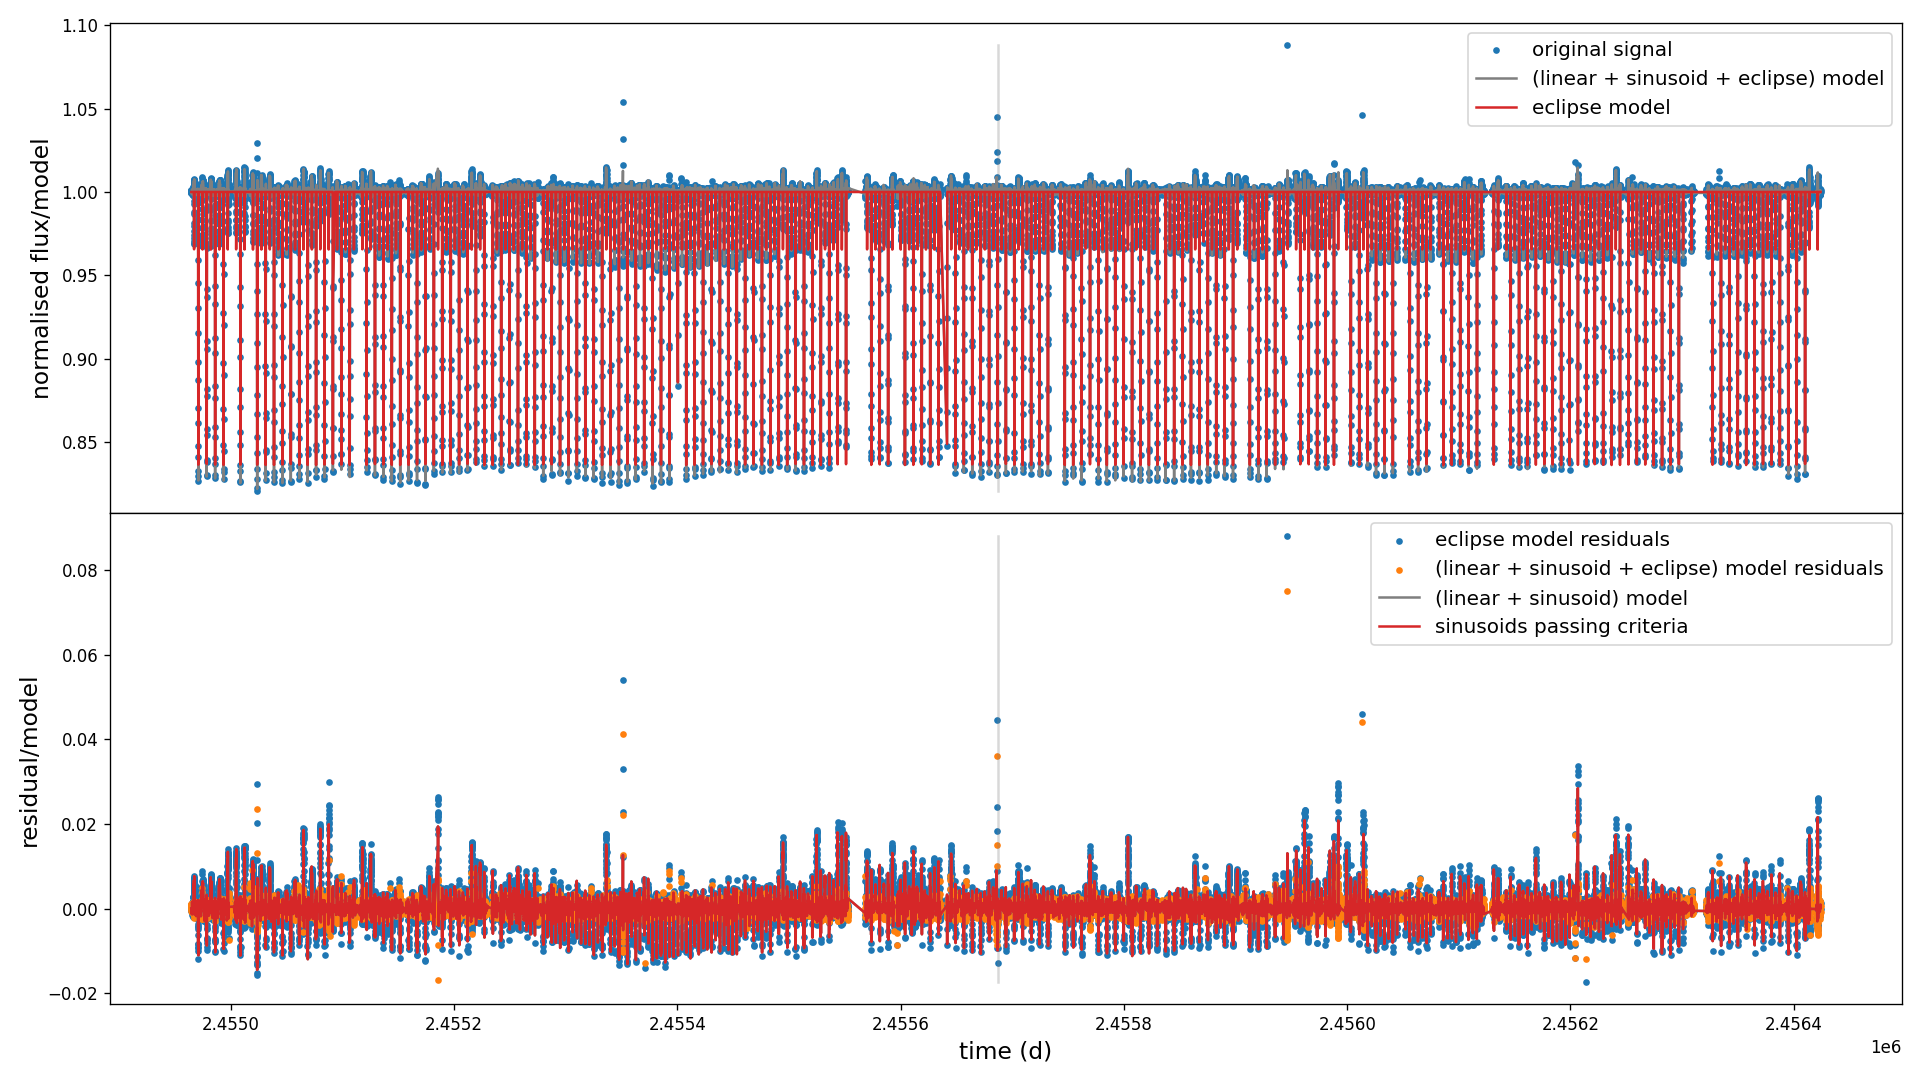 1.10
1.05
1.00
0.95
0.90
0.85
normalised flux/model
original signal
(linear + sinusoid + eclipse) model
eclipse model
0.08
0.06
0.04
0.02
0.00
−0.02
residual/model
eclipse model residuals
(linear + sinusoid + eclipse) model residuals
(linear + sinusoid) model
sinusoids passing criteria
2.4550 2.4552 2.4554 2.4556 2.4558 2.4560 2.4562 2.4564
1e6
time (d)